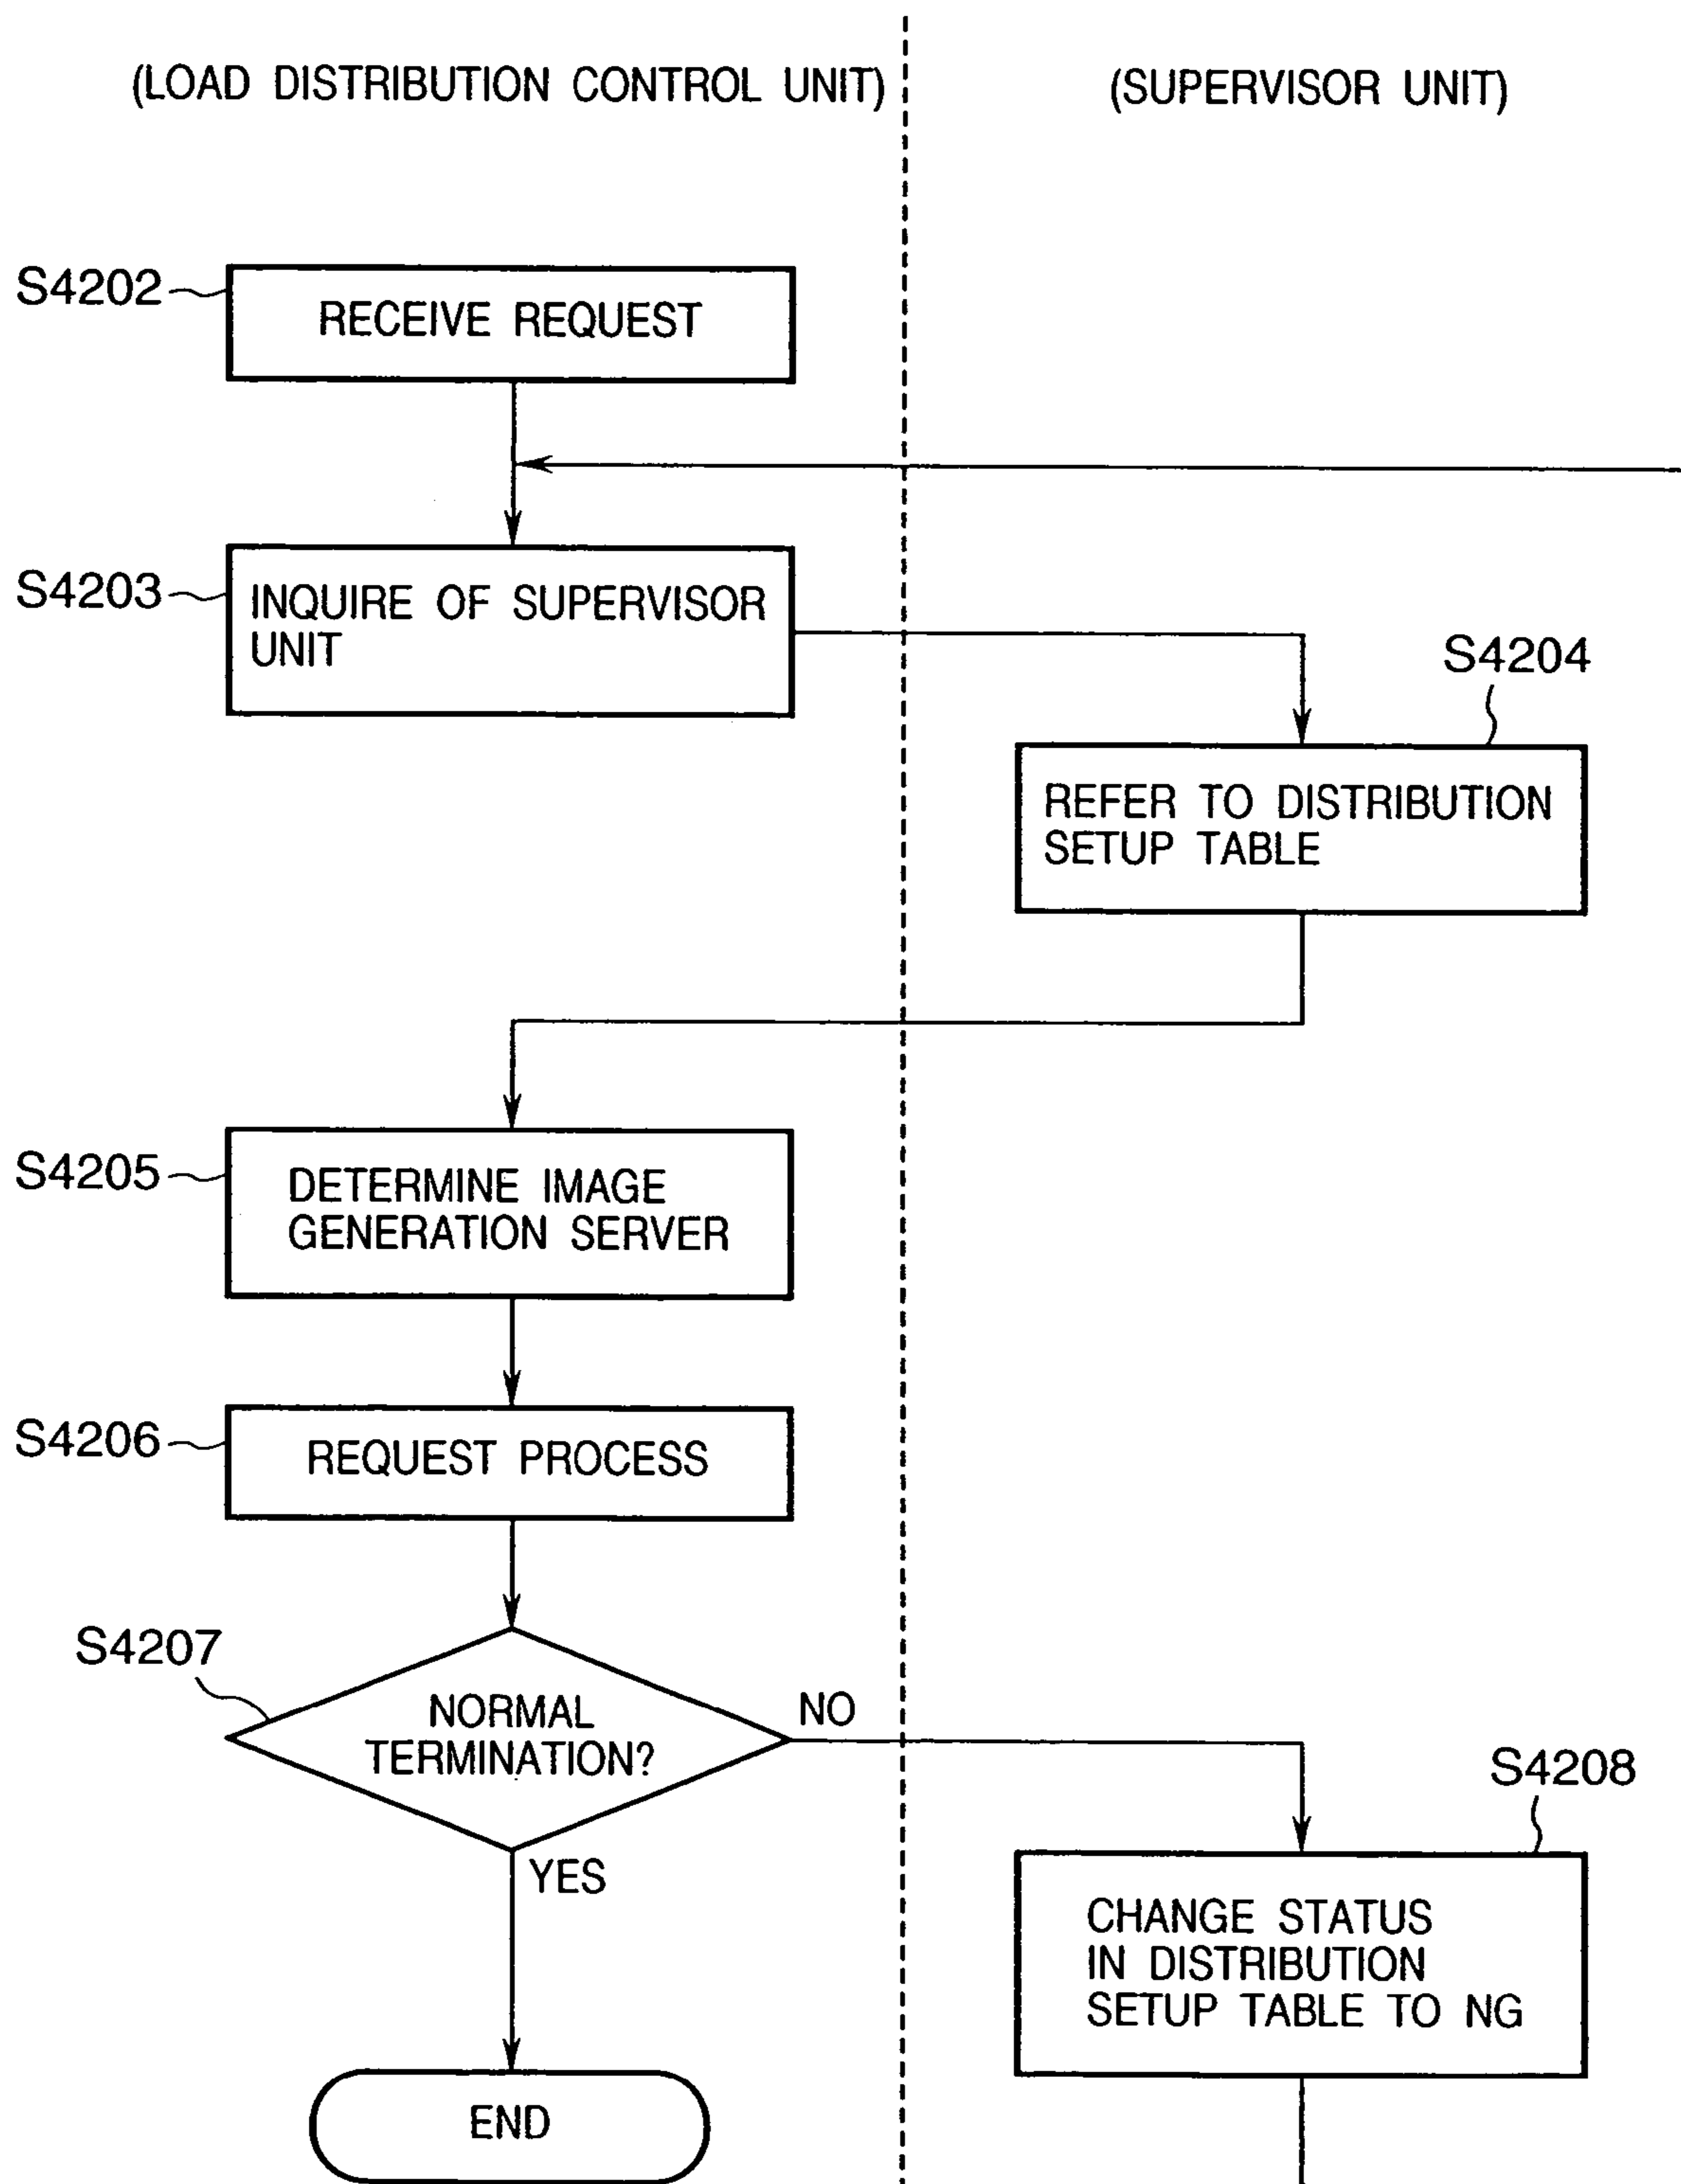 (LOAD DISTRIBUTION CONTROL UNIT)
(SUPERVISOR UNIT)
S4202
RECEIVE REQUEST
S4203
INQUIRE OF SUPERVISOR
UNIT
S4204
REFER TO DISTRIBUTION
SETUP TABLE
S4205
DETERMINE IMAGE
GENERATION SERVER
S4206
REQUEST PROCESS
S4207
NORMAL
TERMINATION?
NO
YES
S4208
CHANGE STATUS
IN DISTRIBUTION
SETUP TABLE TO NG
END